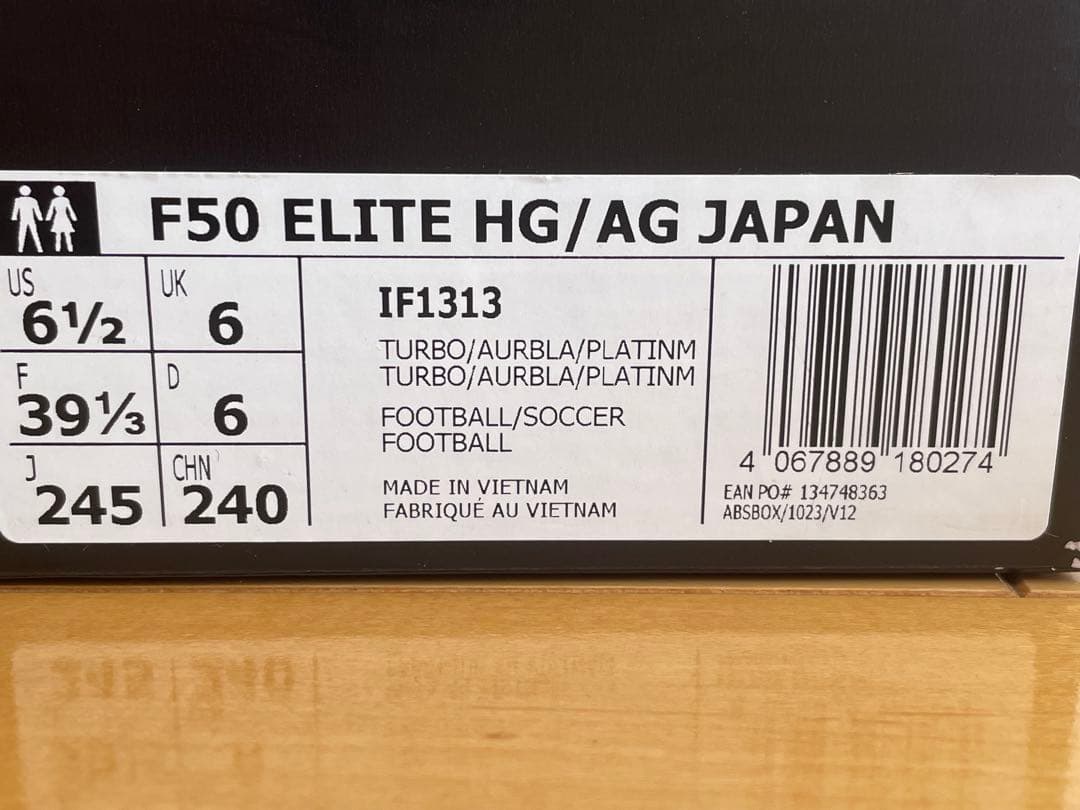 F50 ELITE HG/AG JAPAN
US
6½
UK
6
F
39⅓
D
6
J
245
CHN
240
IF1313
TURBO/AURBLA/PLATINM
TURBO/AURBLA/PLATINM
FOOTBALL/SOCCER
FOOTBALL
MADE IN VIETNAM
FABRIQUÉ AU VIETNAM
4 067889 180274
EAN PO# 134748363
ABSBOX/1023/V12